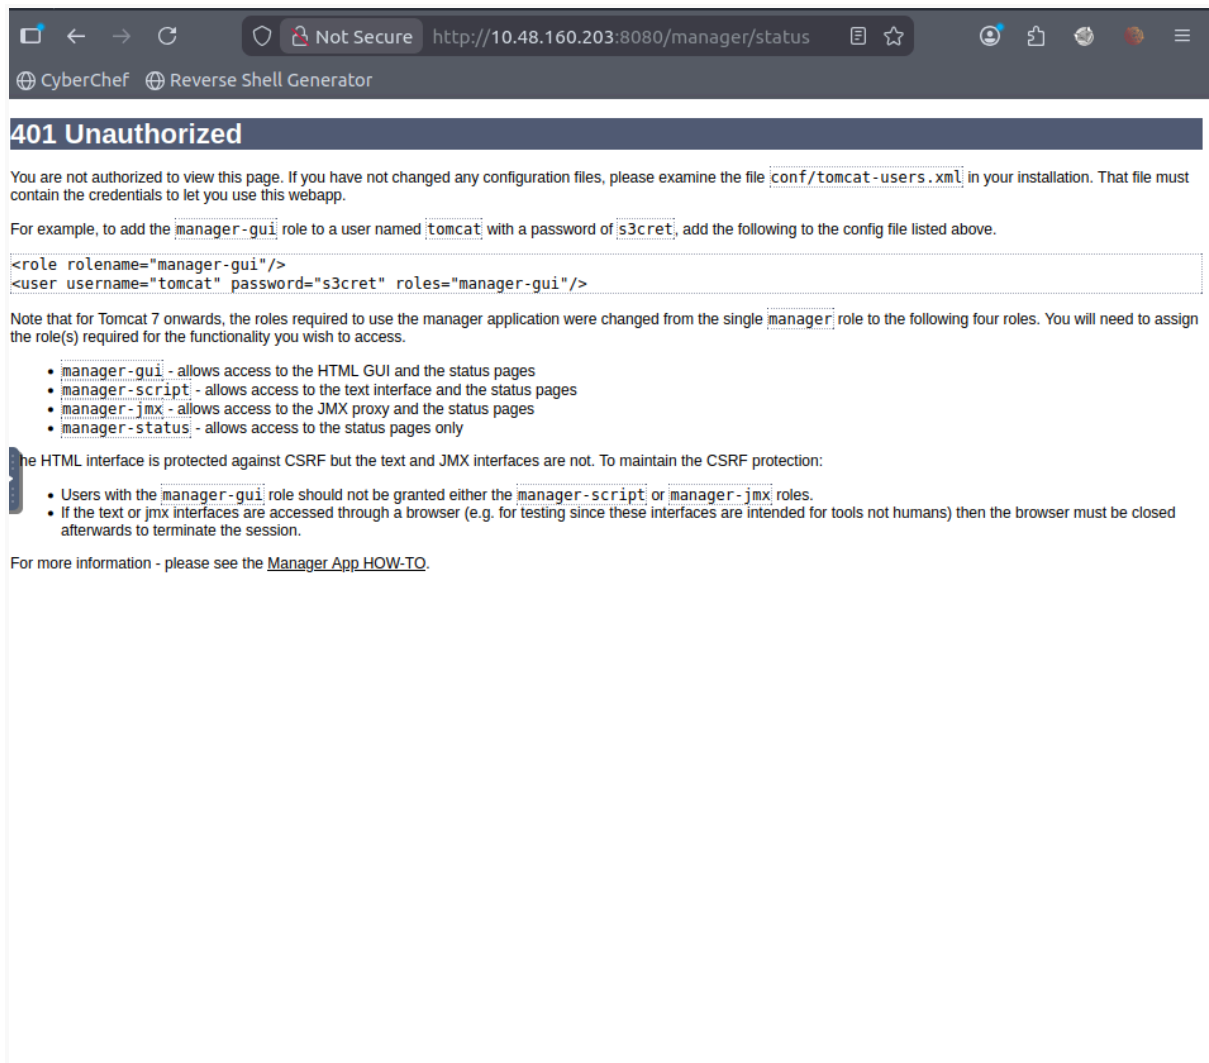 Not Secure http://10.48.160.203:8080/manager/status
CyberChef Reverse Shell Generator
401 Unauthorized
You are not authorized to view this page. If you have not changed any configuration files, please examine the file conf/tomcat-users.xml in your installation. That file must
contain the credentials to let you use this webapp.
For example, to add the manager-gui role to a user named tomcat with a password of s3cret, add the following to the config file listed above.
<role rolename="manager-gui"/>
<user username="tomcat" password="s3cret" roles="manager-gui"/>
Note that for Tomcat 7 onwards, the roles required to use the manager application were changed from the single manager role to the following four roles. You will need to assign
the role(s) required for the functionality you wish to access.
• manager-gui - allows access to the HTML GUI and the status pages
• manager-script - allows access to the text interface and the status pages
• manager-jmx - allows access to the JMX proxy and the status pages
• manager-status - allows access to the status pages only
he HTML interface is protected against CSRF but the text and JMX interfaces are not. To maintain the CSRF protection:
• Users with the manager-gui role should not be granted either the manager-script or manager-jmx roles.
• If the text or jmx interfaces are accessed through a browser (e.g. for testing since these interfaces are intended for tools not humans) then the browser must be closed
afterwards to terminate the session.
For more information - please see the Manager App HOW-TO.